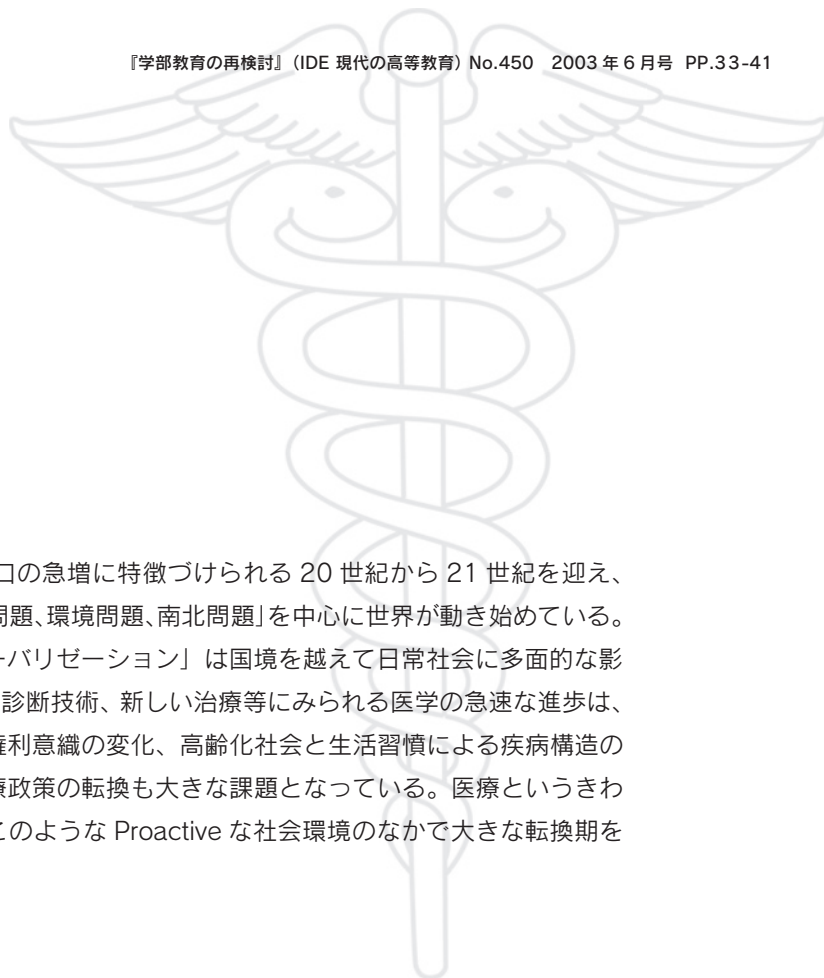 『学部教育の再検討』(IDE 現代の高等教育) No.450　2003 年 6 月号 PP.33-41
口の急増に特徴づけられる 20 世紀から 21 世紀を迎え、
問題、環境問題、南北問題」を中心に世界が動き始めている。
ーバリゼーション」は国境を越えて日常社会に多面的な影
診断技術、新しい治療等にみられる医学の急速な進歩は、
権利意織の変化、高齢化社会と生活習慣による疾病構造の
療政策の転換も大きな課題となっている。医療というきわ
このような Proactive な社会環境のなかで大きな転換期を